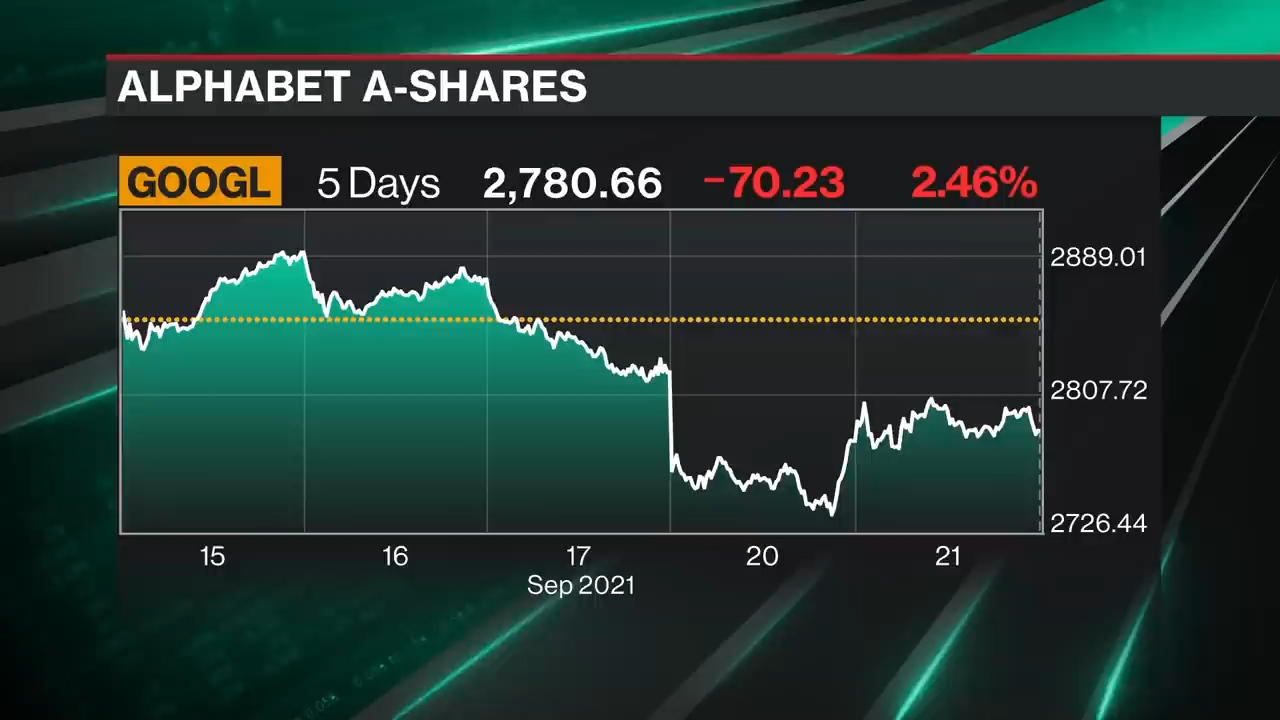 ALPHABET A-SHARES
GOOGL 5 Days 2,780.66 -70.23 2.46%
2889.01
2807.72
2726.44
15 16 17 20 21
Sep 2021